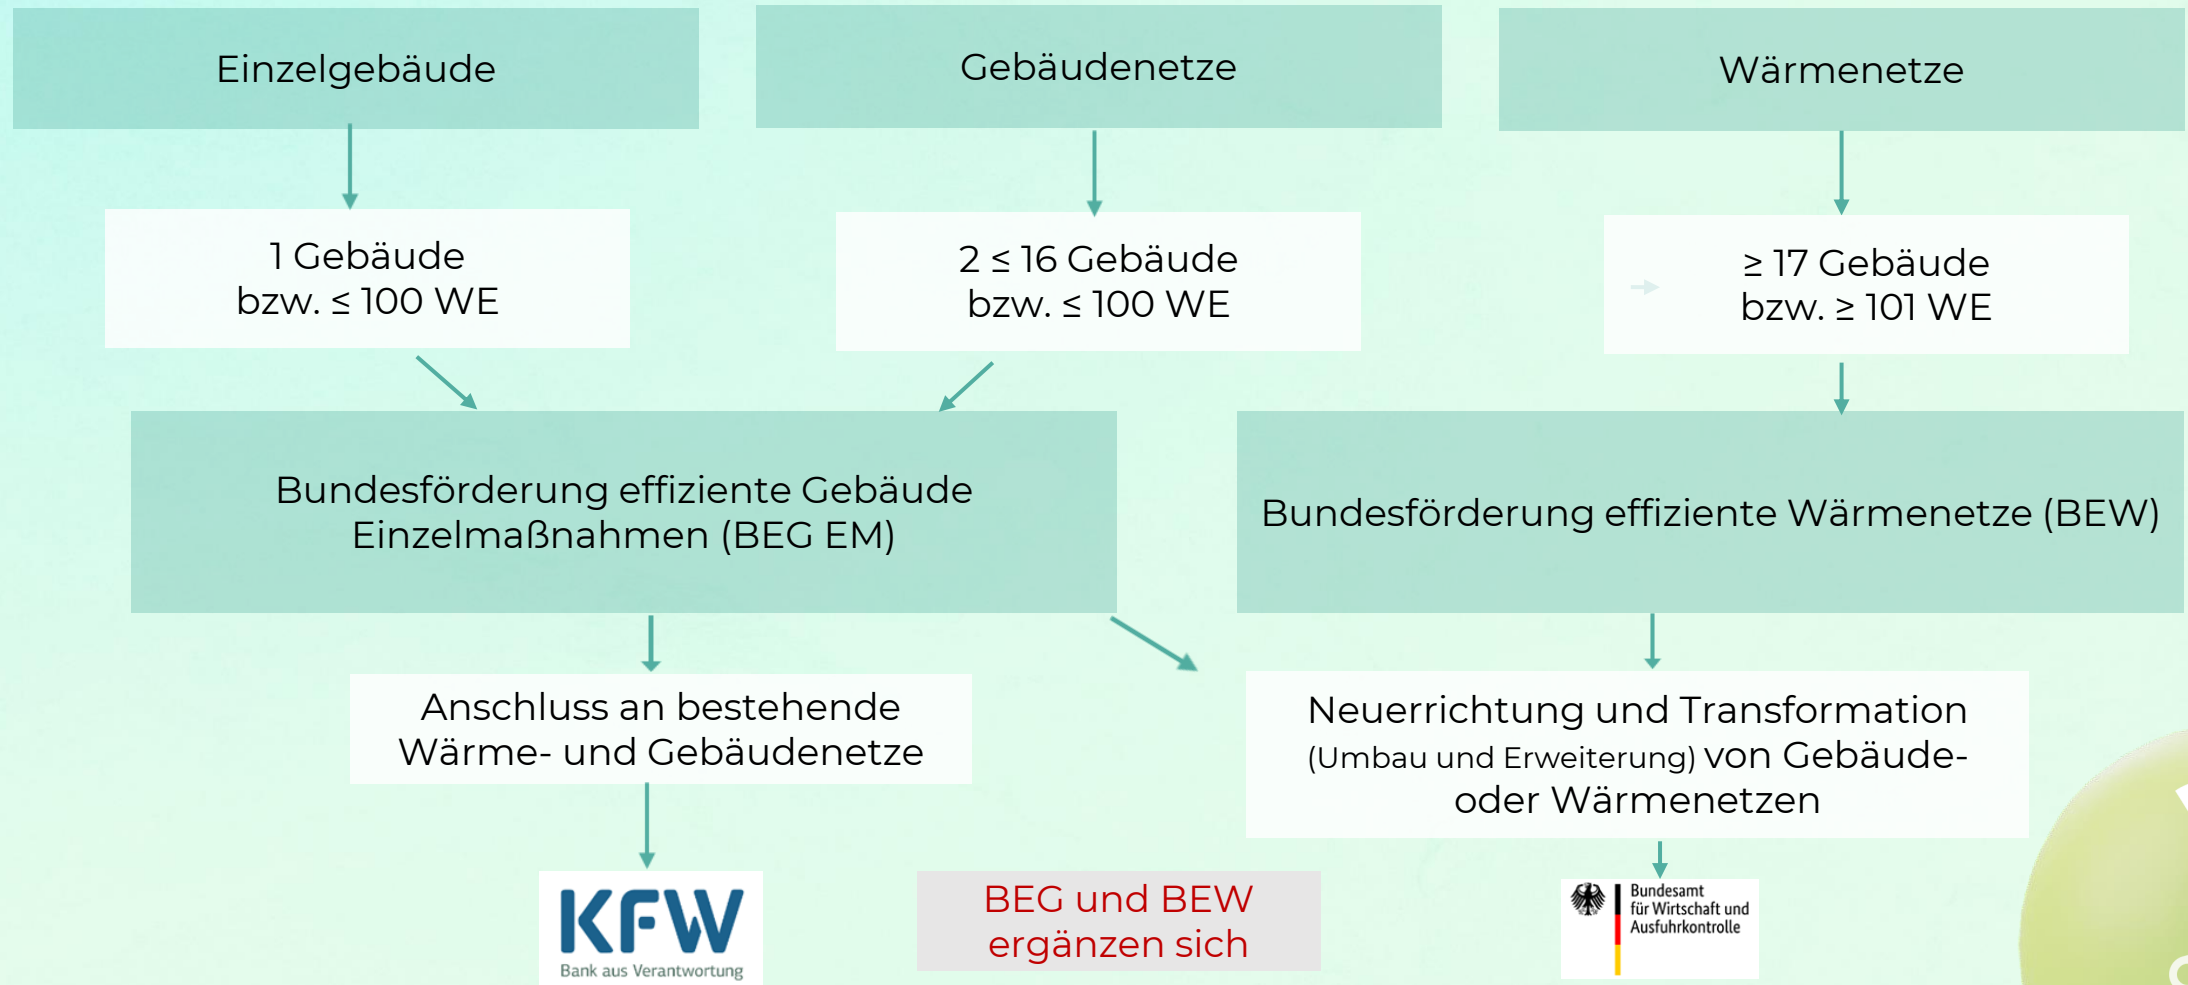 Einzelgebäude
Gebäudenetze
Wärmenetze
1 Gebäude
bzw. ≤ 100 WE
2 ≤ 16 Gebäude
bzw. ≤ 100 WE
≥ 17 Gebäude
bzw. ≥ 101 WE
Bundesförderung effiziente Gebäude
Einzelmaßnahmen (BEG EM)
Bundesförderung effiziente Wärmenetze (BEW)
Anschluss an bestehende
Wärme- und Gebäudenetze
Neuerrichtung und Transformation
(Umbau und Erweiterung) von Gebäude-
oder Wärmenetzen
KFW
Bank aus Verantwortung
BEG und BEW
ergänzen sich
Bundesamt
für Wirtschaft und
Ausfuhrkontrolle